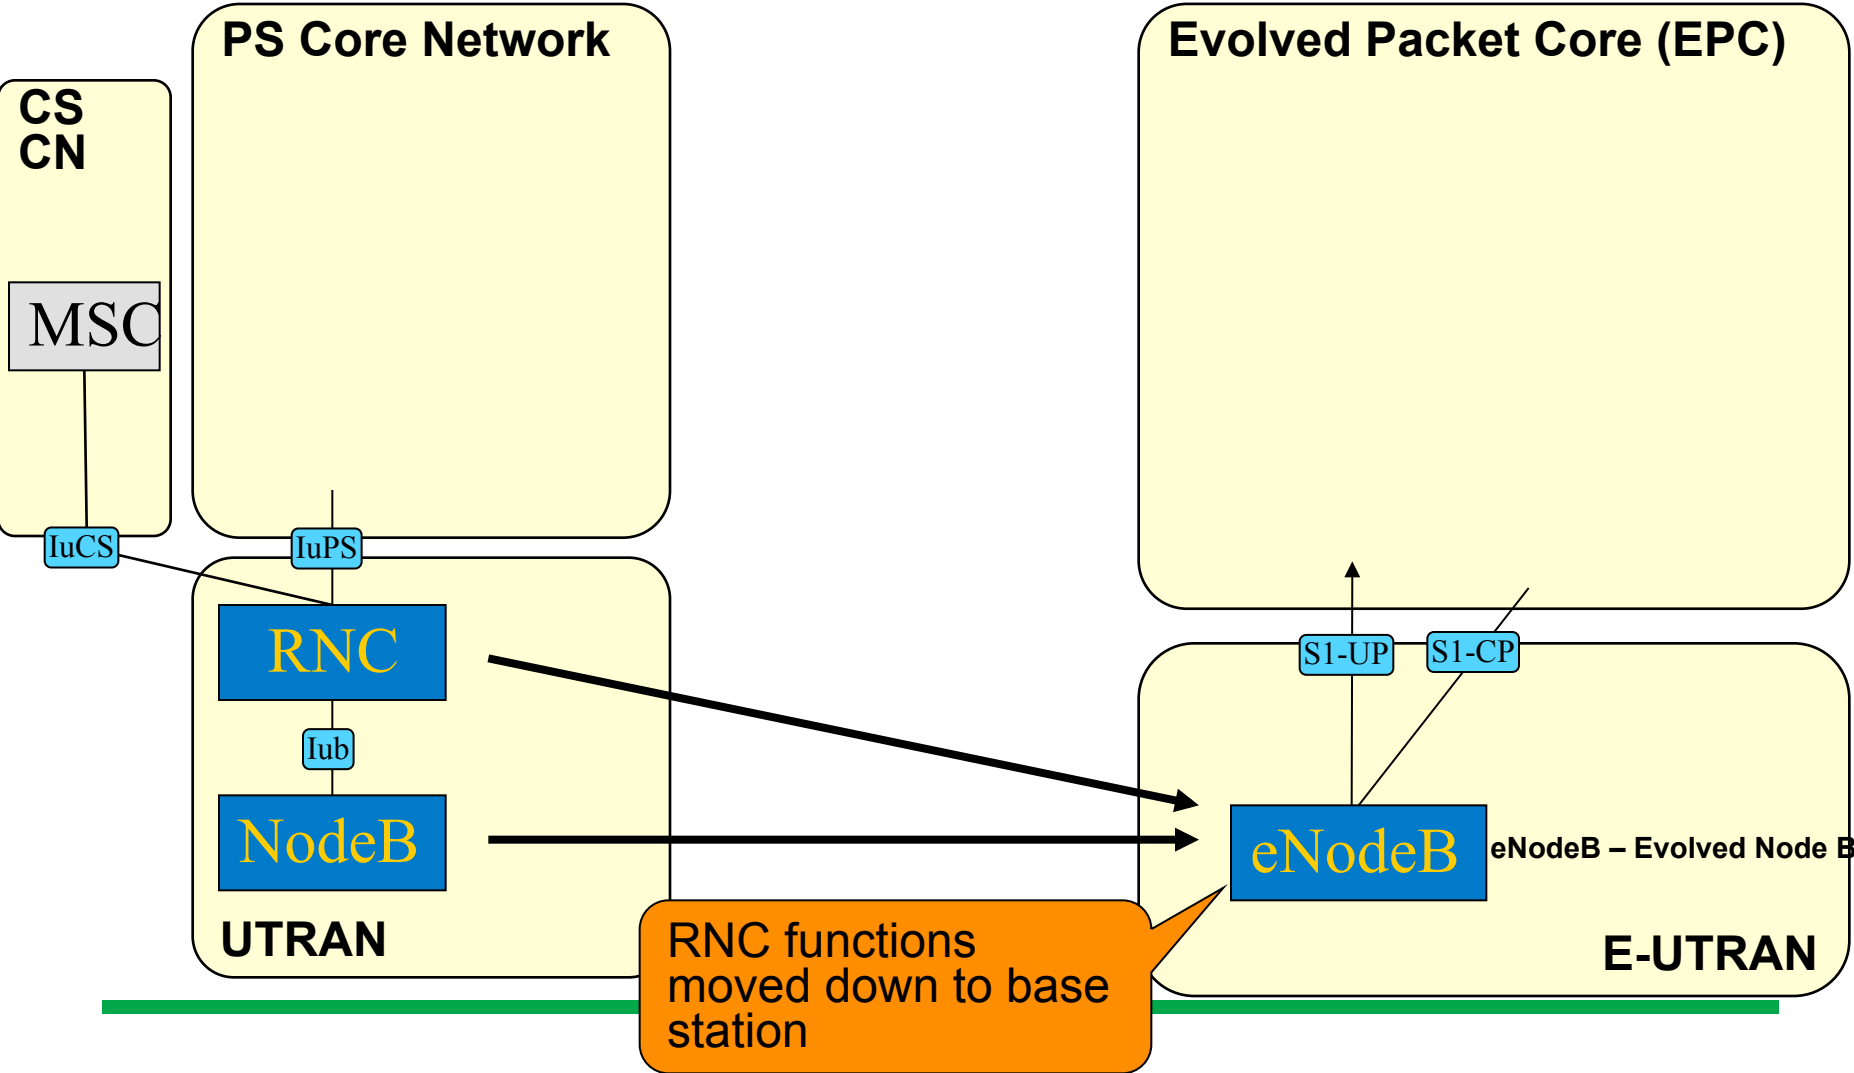 PS Core Network
Evolved Packet Core (EPC)
CS
CN
MSC
IuCS
IuPS
RNC
S1-UP
S1-CP
Iub
NodeB
eNodeB
eNodeB – Evolved Node B
UTRAN
RNC functions
moved down to base
station
E-UTRAN